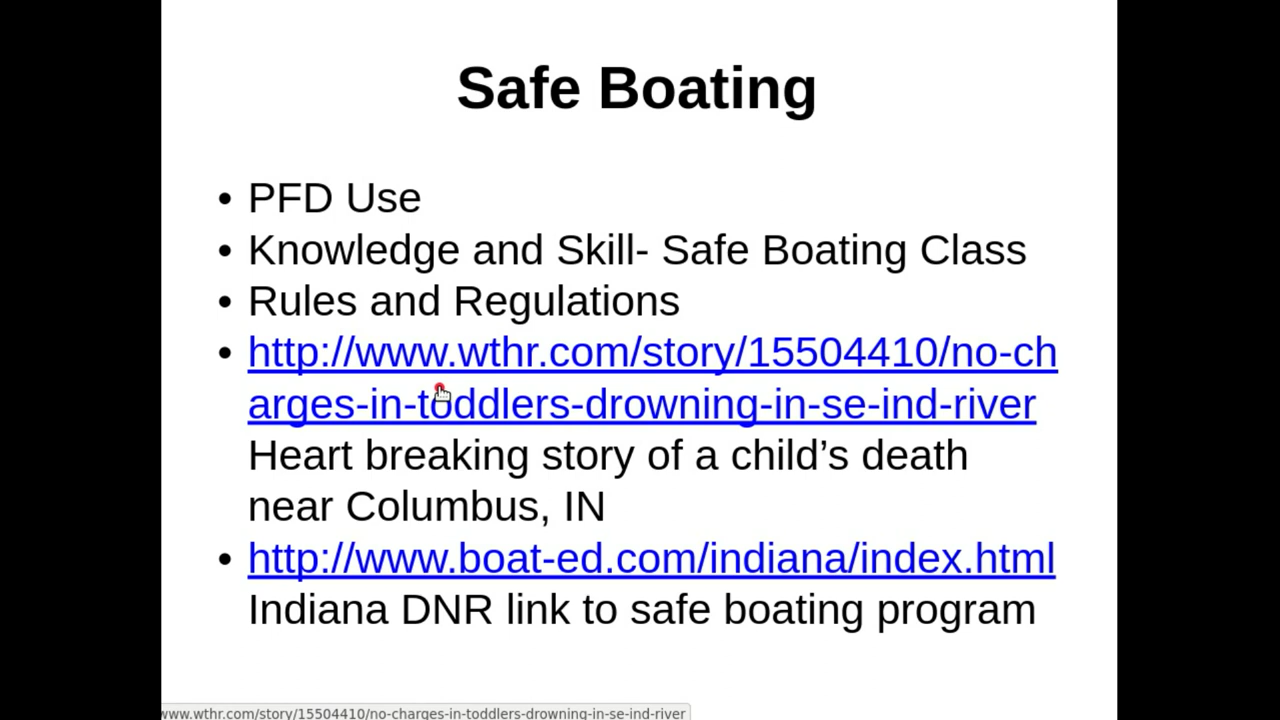 Safe Boating
• PFD Use
• Knowledge and Skill- Safe Boating Class
• Rules and Regulations
• http://www.wthr.com/story/15504410/no-ch
arges-in-toddlers-drowning-in-se-ind-river
Heart breaking story of a child’s death
near Columbus, IN
• http://www.boat-ed.com/indiana/index.html
Indiana DNR link to safe boating program
www.wthr.com/story/15504410/no-charges-in-toddlers-drowning-in-se-ind-river